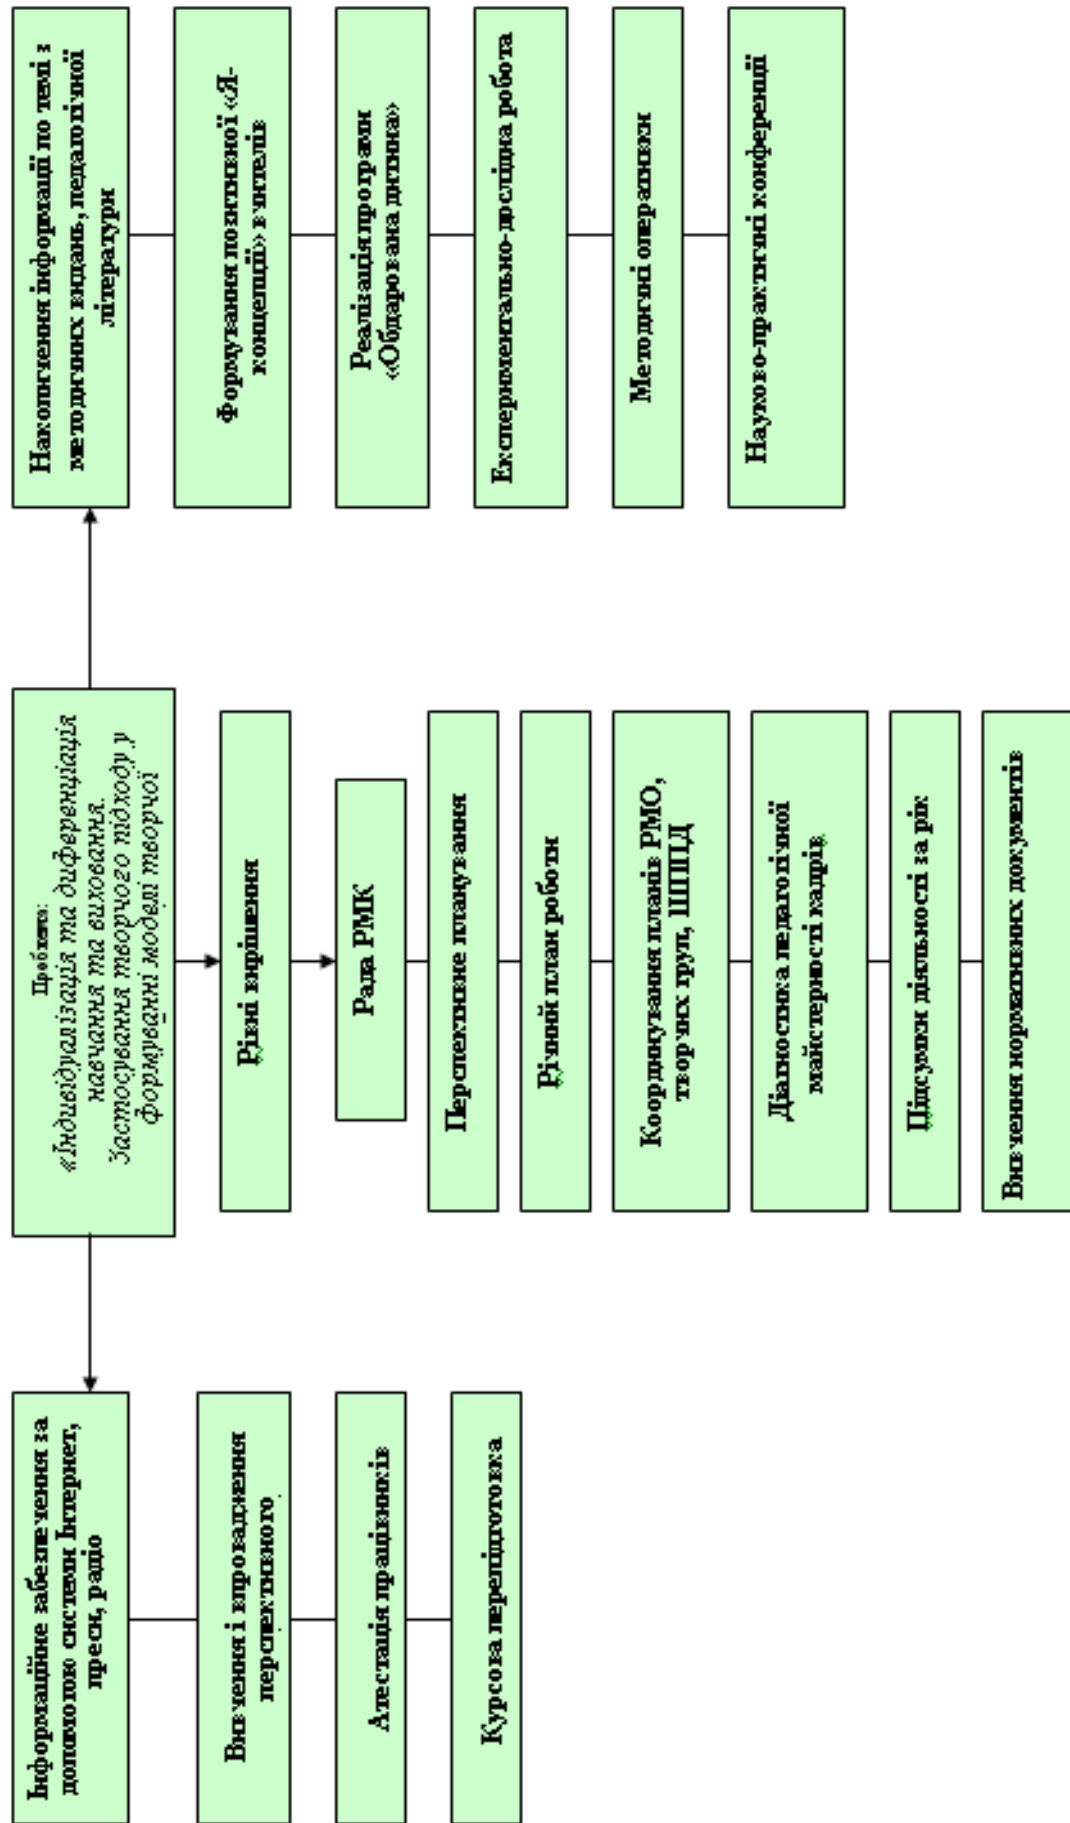 Проблема:
«Індивідуалізація та диференціація
навчання та виховання.
Застосування творчого підходу у
формуванні моделі творчої
Інформаційне забезпечення за
допомогою системи Інтернет,
преси, радіо
Вивчення і впровадження
перспективного
Атестація працівників
Курсова перепідготовка
Рівні вирішення
Рада РМК
Перспективне планування
Річний план роботи
Координування планів РМО,
творчих груп, ШППД
Діагностика педагогічної
майстерності кадрів
Підсумки діяльності за рік
Вивчення нормативних документів
Накопичення інформації по темі з
методичних видань, педагогічної
літератури
Формування позитивної «Я-
концепції» вчителів
Реалізація програми
«Обдарована дитина»
Експериментально-дослідна робота
Методичні оперативки
Науково-практичні конференції